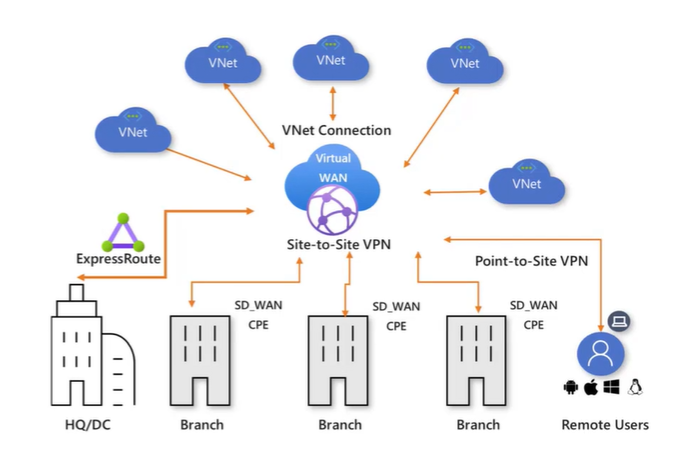 VNet
VNet
VNet
VNet
VNet Connection
Virtual
WAN
VNet
Site-to-Site VPN
ExpressRoute
Point-to-Site VPN
SD_WAN
CPE
SD_WAN
CPE
SD_WAN
CPE
HQ/DC
Branch
Branch
Branch
Remote Users